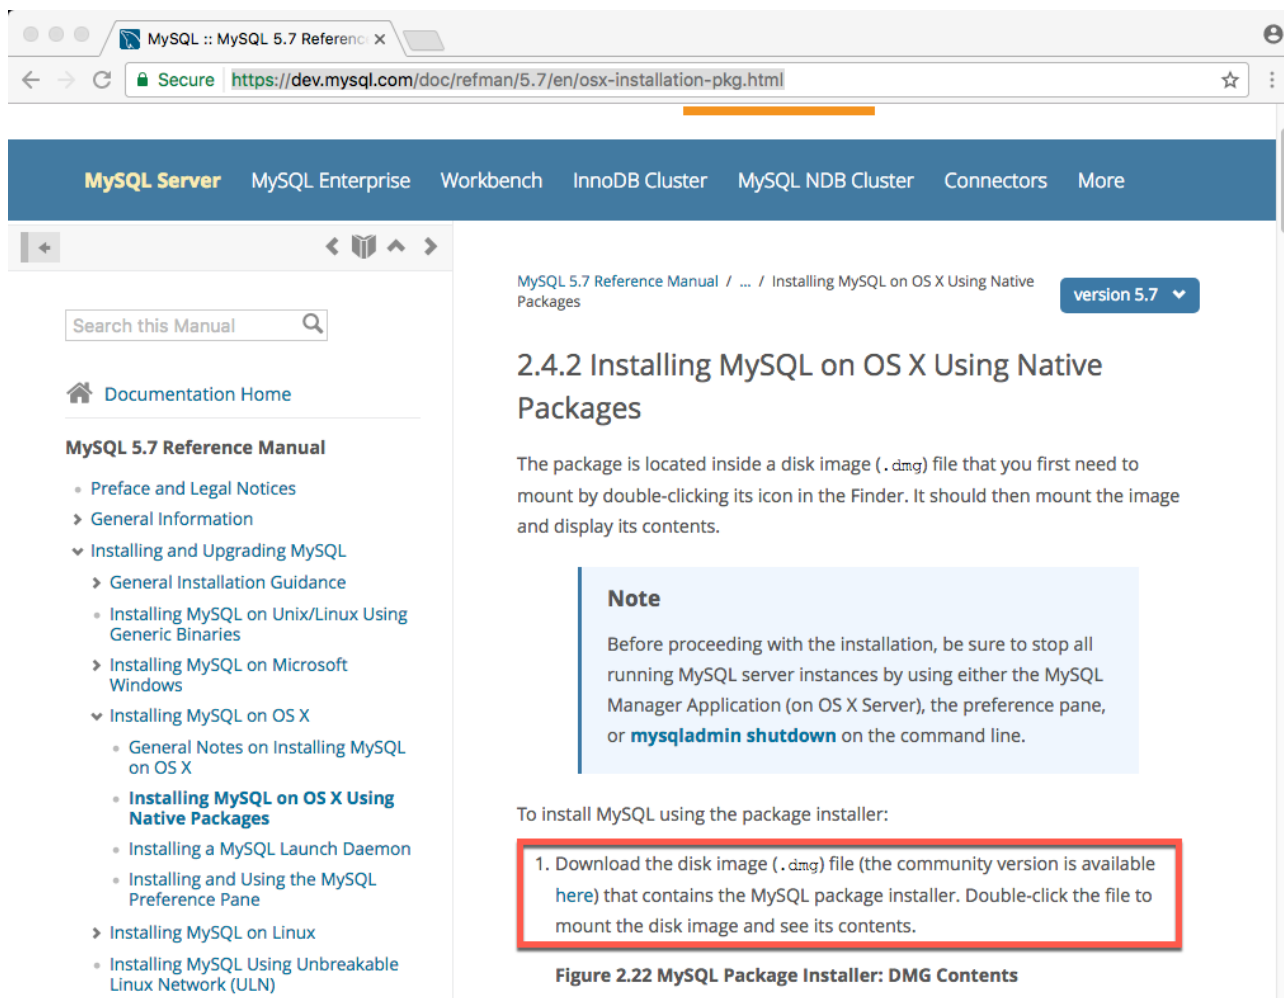 MySQL :: MySQL 5.7 Referenc
Secure https://dev.mysql.com/doc/refman/5.7/en/osx-installation-pkg.html
MySQL Server MySQL Enterprise Workbench InnoDB Cluster MySQL NDB Cluster Connectors More
Search this Manual
Documentation Home
MySQL 5.7 Reference Manual
Preface and Legal Notices
General Information
Installing and Upgrading MySQL
General Installation Guidance
Installing MySQL on Unix/Linux Using
Generic Binaries
Installing MySQL on Microsoft
Windows
Installing MySQL on OS X
General Notes on Installing MySQL
on OS X
Installing MySQL on OS X Using
Native Packages
Installing a MySQL Launch Daemon
Installing and Using the MySQL
Preference Pane
Installing MySQL on Linux
Installing MySQL Using Unbreakable
Linux Network (ULN)
MySQL 5.7 Reference Manual / ... / Installing MySQL on OS X Using Native
Packages
version 5.7
2.4.2 Installing MySQL on OS X Using Native
Packages
The package is located inside a disk image (.dmg) file that you first need to
mount by double-clicking its icon in the Finder. It should then mount the image
and display its contents.
Note
Before proceeding with the installation, be sure to stop all
running MySQL server instances by using either the MySQL
Manager Application (on OS X Server), the preference pane,
or mysqladmin shutdown on the command line.
To install MySQL using the package installer:
1. Download the disk image (.dmg) file (the community version is available
here) that contains the MySQL package installer. Double-click the file to
mount the disk image and see its contents.
Figure 2.22 MySQL Package Installer: DMG Contents